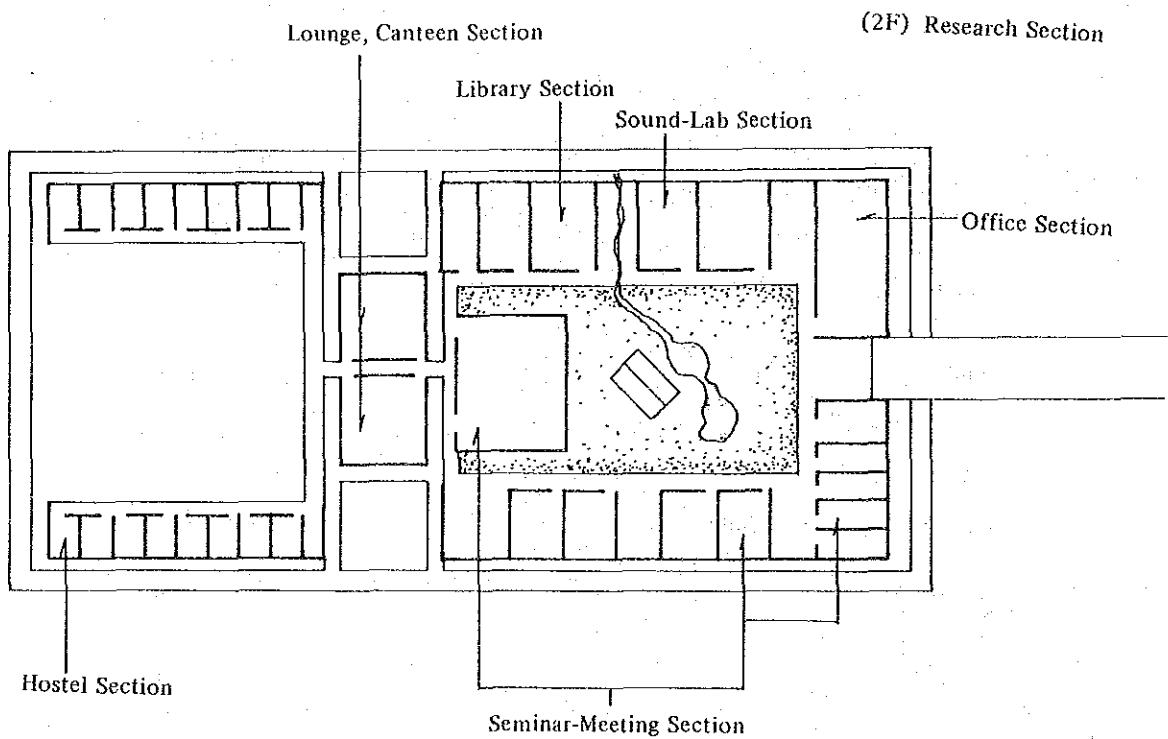 (2F) Research Section
Lounge, Canteen Section
Library Section
Sound-Lab Section
Office Section
Hostel Section
Seminar-Meeting Section